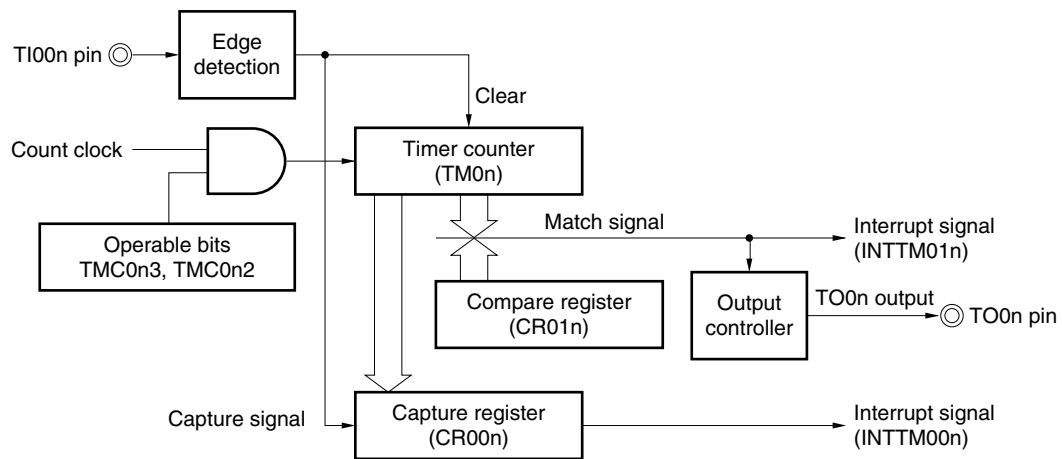 TI00n pin
Edge
detection
Clear
Count clock
Timer counter
(TM0n)
Operable bits
TMC0n3, TMC0n2
Match signal
Interrupt signal
(INTTM01n)
Compare register
(CR01n)
Output
controller
TO0n output
TO0n pin
Capture signal
Capture register
(CR00n)
Interrupt signal
(INTTM00n)